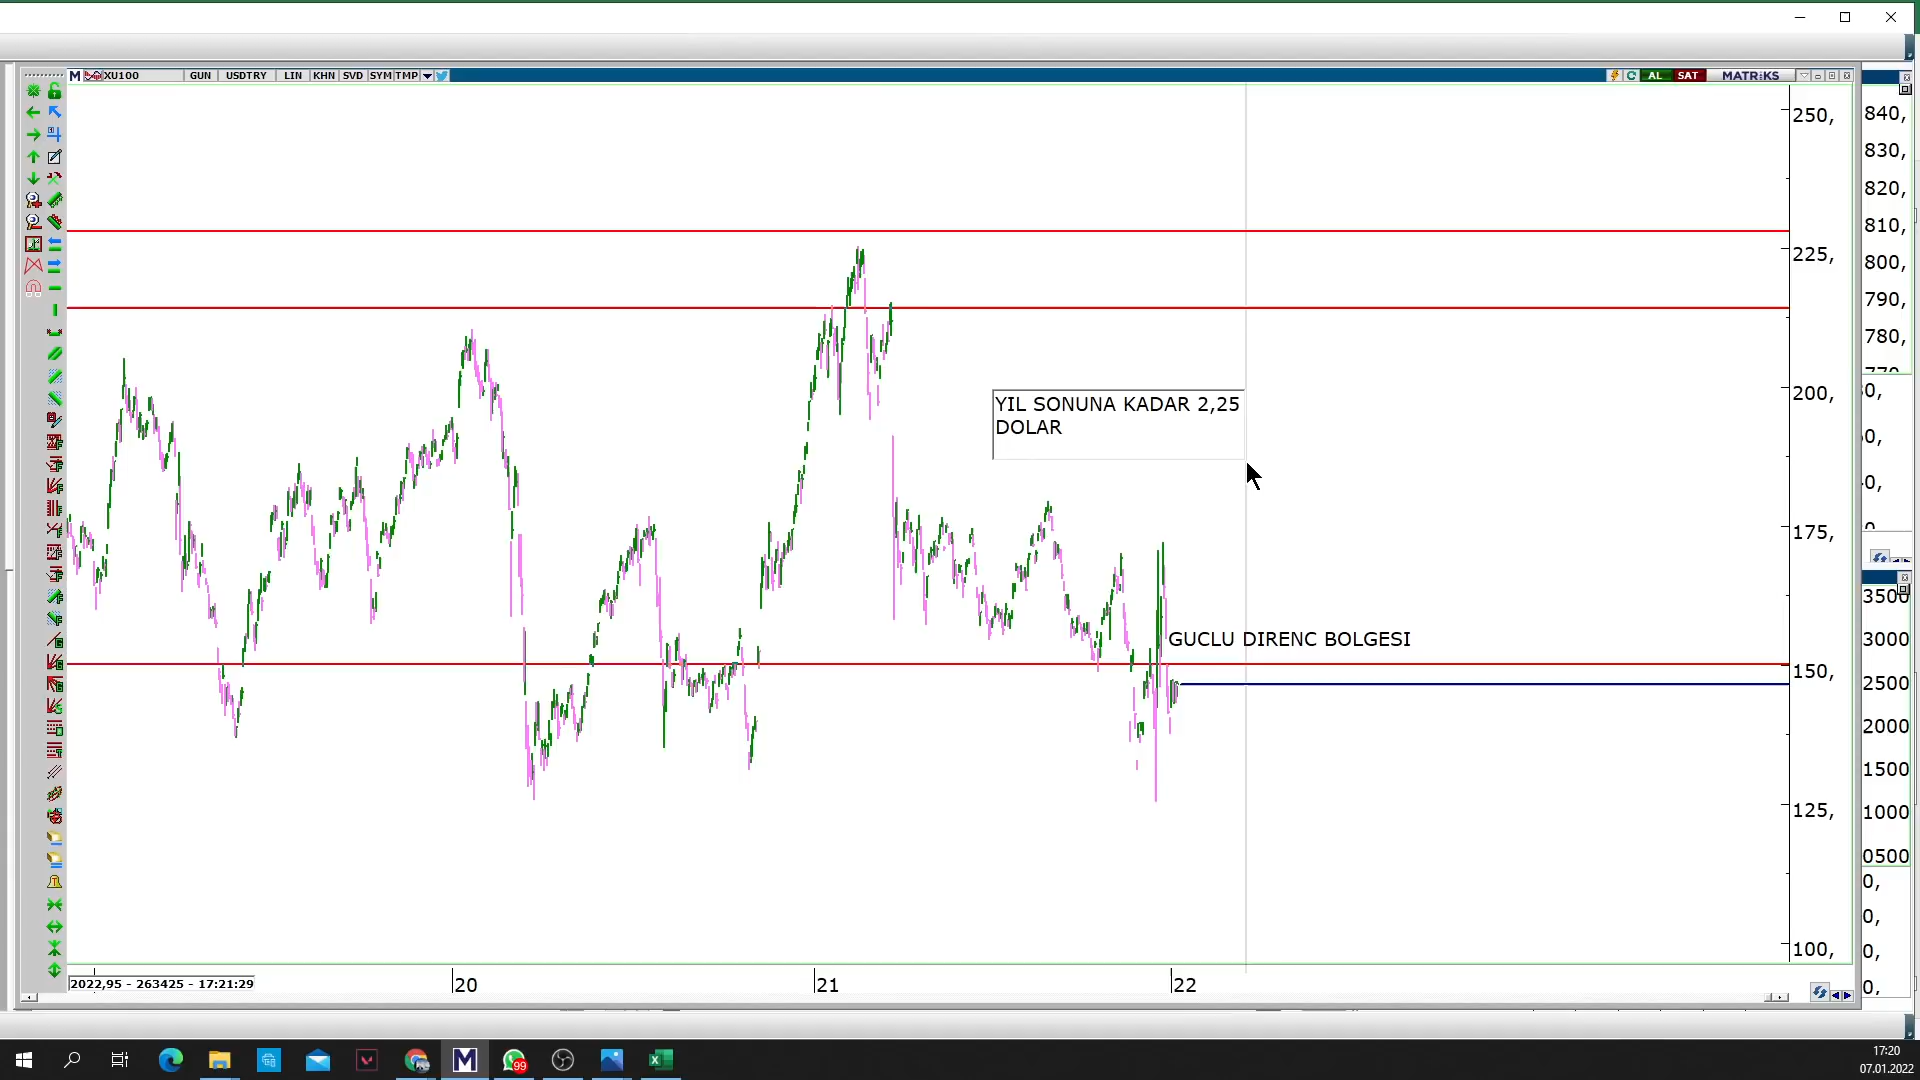 XU100
GUN
USDTRY
LIN
KHN
SVD
SYM
TMP
AL
SAT
MATRiKS
250,
225,
200,
175,
150,
125,
100,
840,
830,
820,
810,
800,
790,
780,
YIL SONUNA KADAR 2,25
DOLAR
GUCLU DIRENC BOLGESI
3500
3000
2500
2000
1500
1000
0500
2022,95 - 263425 - 17:21:29
20
21
22
99
17:20
07.01.2022